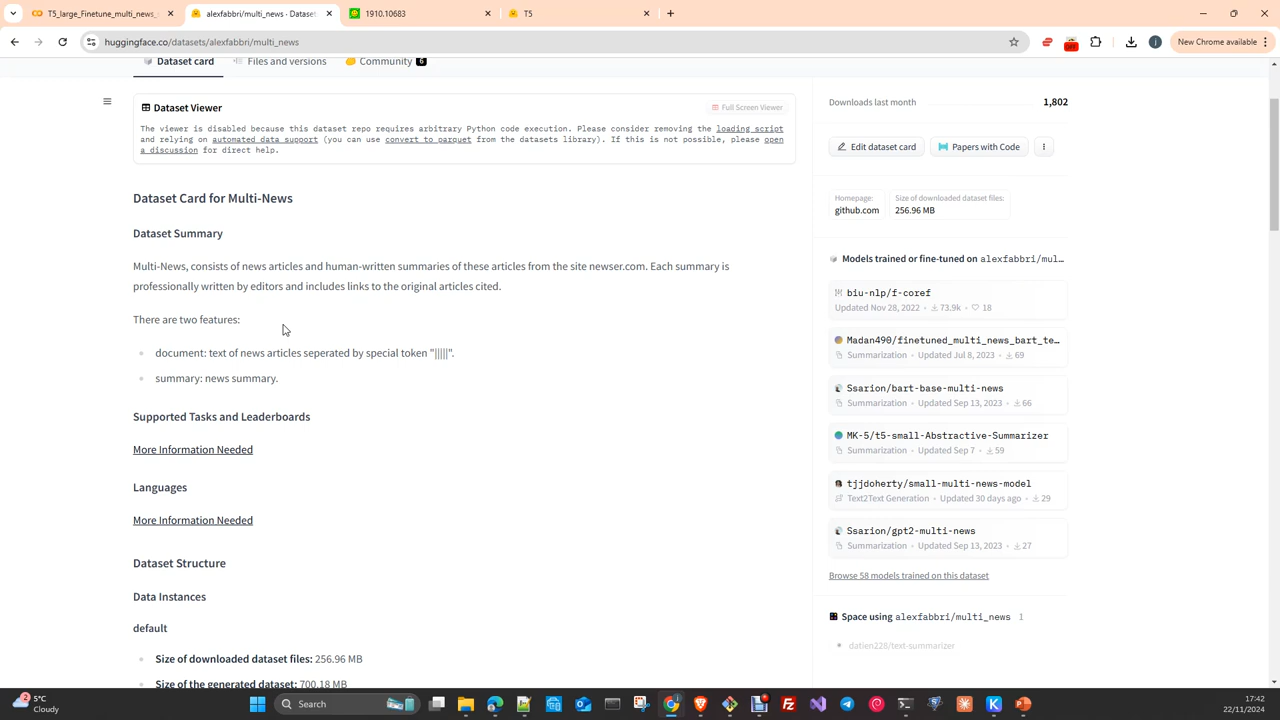 T5_large_Finetune_multi_news_
alexfabbri/multi_news · Dataset
1910.10683
T5
huggingface.co/datasets/alexfabbri/multi_news
OFF
New Chrome available
Dataset card
Files and versions
Community 6
Dataset Viewer
Full Screen Viewer
The viewer is disabled because this dataset repo requires arbitrary Python code execution. Please consider removing the loading script
and relying on automated data support (you can use convert_to_parquet from the datasets library). If this is not possible, please open
a discussion for direct help.
Dataset Card for Multi-News
Dataset Summary
Multi-News, consists of news articles and human-written summaries of these articles from the site newser.com. Each summary is
professionally written by editors and includes links to the original articles cited.
There are two features:
document: text of news articles seperated by special token "|||||".
summary: news summary.
Supported Tasks and Leaderboards
More Information Needed
Languages
More Information Needed
Dataset Structure
Data Instances
default
Size of downloaded dataset files: 256.96 MB
Size of the generated dataset: 700.18 MB
Downloads last month 1,802
Edit dataset card
Papers with Code
Homepage:
github.com
Size of downloaded dataset files:
256.96 MB
Models trained or fine-tuned on alexfabbri/mul…
biu-nlp/f-coref
Updated Nov 28, 2022 • 73.9k • 18
Madan490/finetuned_multi_news_bart_te…
Summarization • Updated Jul 8, 2023 • 69
Ssarion/bart-base-multi-news
Summarization • Updated Sep 13, 2023 • 66
MK-5/t5-small-Abstractive-Summarizer
Summarization • Updated Sep 7 • 59
tjjdoherty/small-multi-news-model
Text2Text Generation • Updated 30 days ago • 29
Ssarion/gpt2-multi-news
Summarization • Updated Sep 13, 2023 • 27
Browse 58 models trained on this dataset
Space using alexfabbri/multi_news 1
datien228/text-summarizer
2
5°C
Cloudy
Search
17:42
22/11/2024